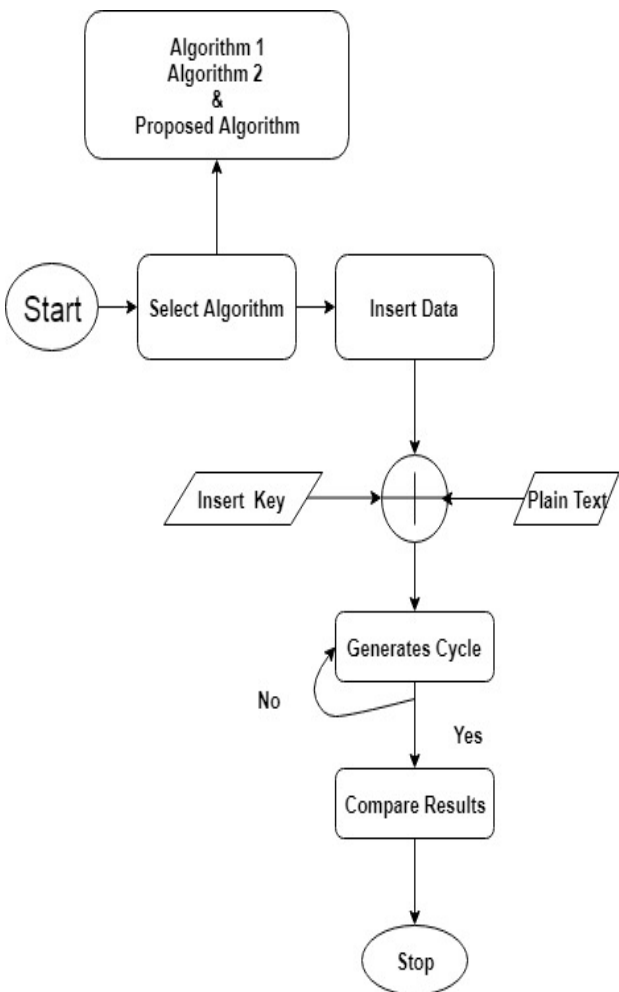 Algorithm 1
Algorithm 2
&
Proposed Algorithm
Start
Select Algorithm
Insert Data
Insert Key
Plain Text
Generates Cycle
No
Yes
Compare Results
Stop